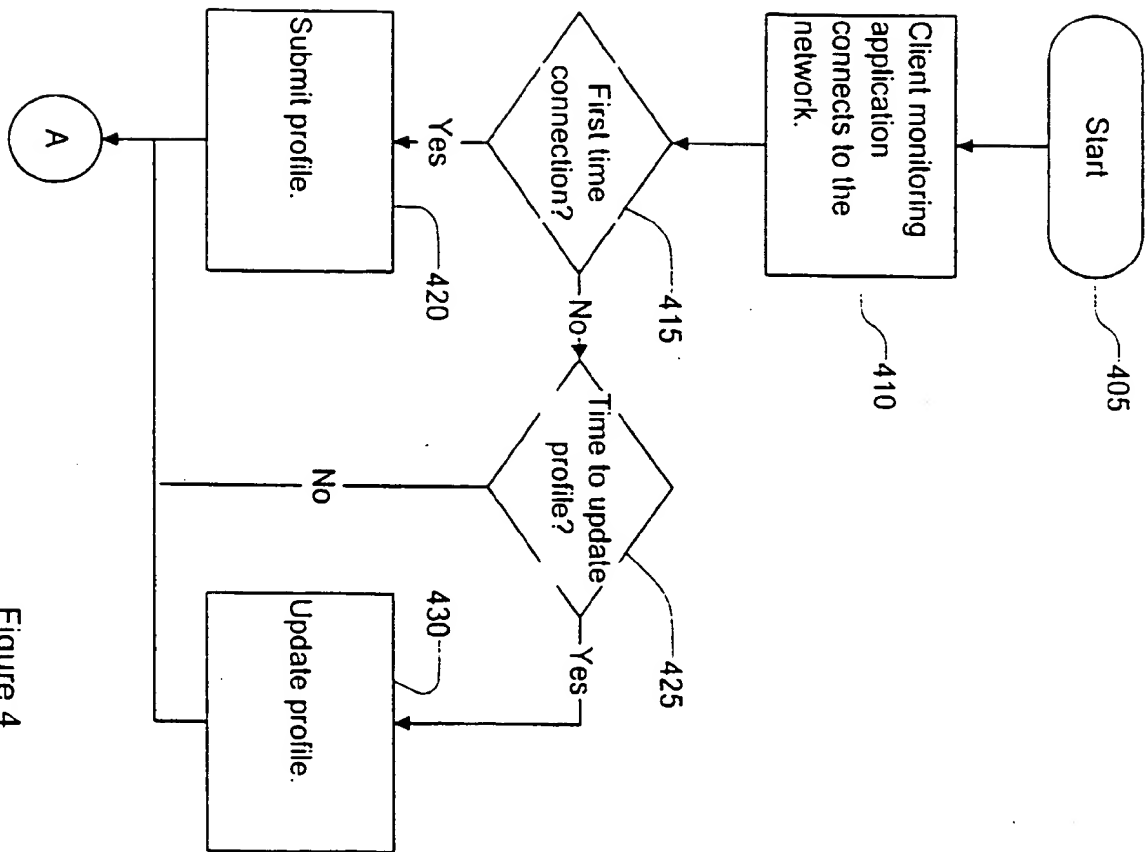 Start
405
Client monitoring
application
connects to the
network.
410
First time
connection?
415
Yes
No
Submit profile.
420
Time to update
profile?
425
No
Yes
Update profile.
430
A
Figure 4